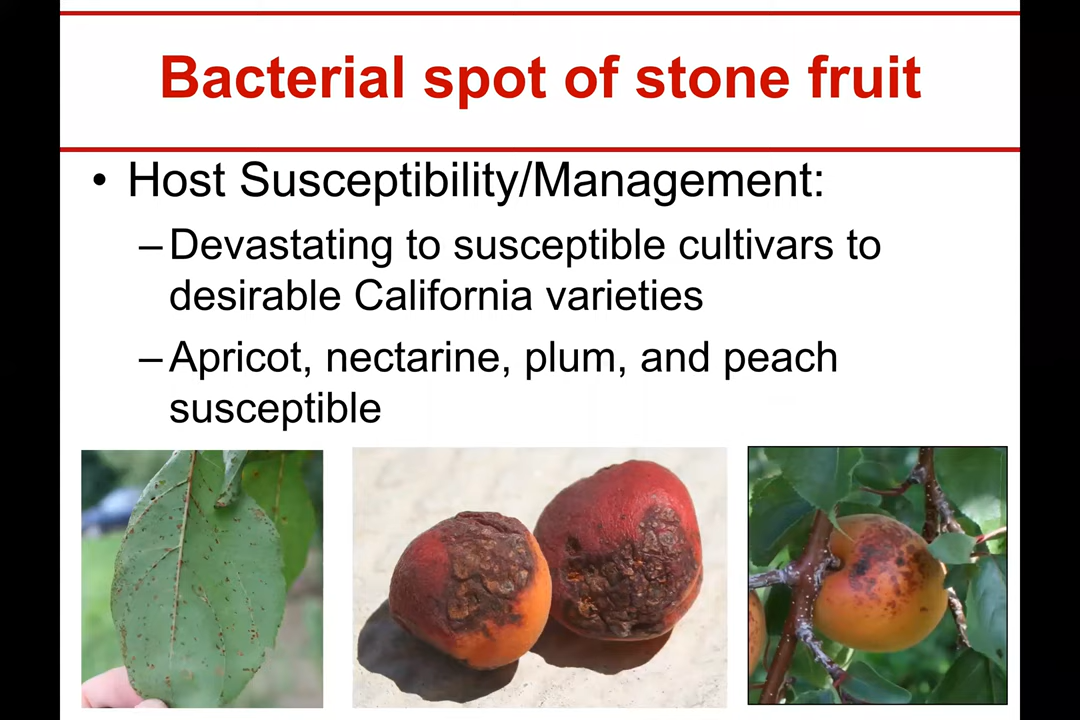 Bacterial spot of stone fruit
• Host Susceptibility/Management:
–Devastating to susceptible cultivars to
desirable California varieties
–Apricot, nectarine, plum, and peach
susceptible